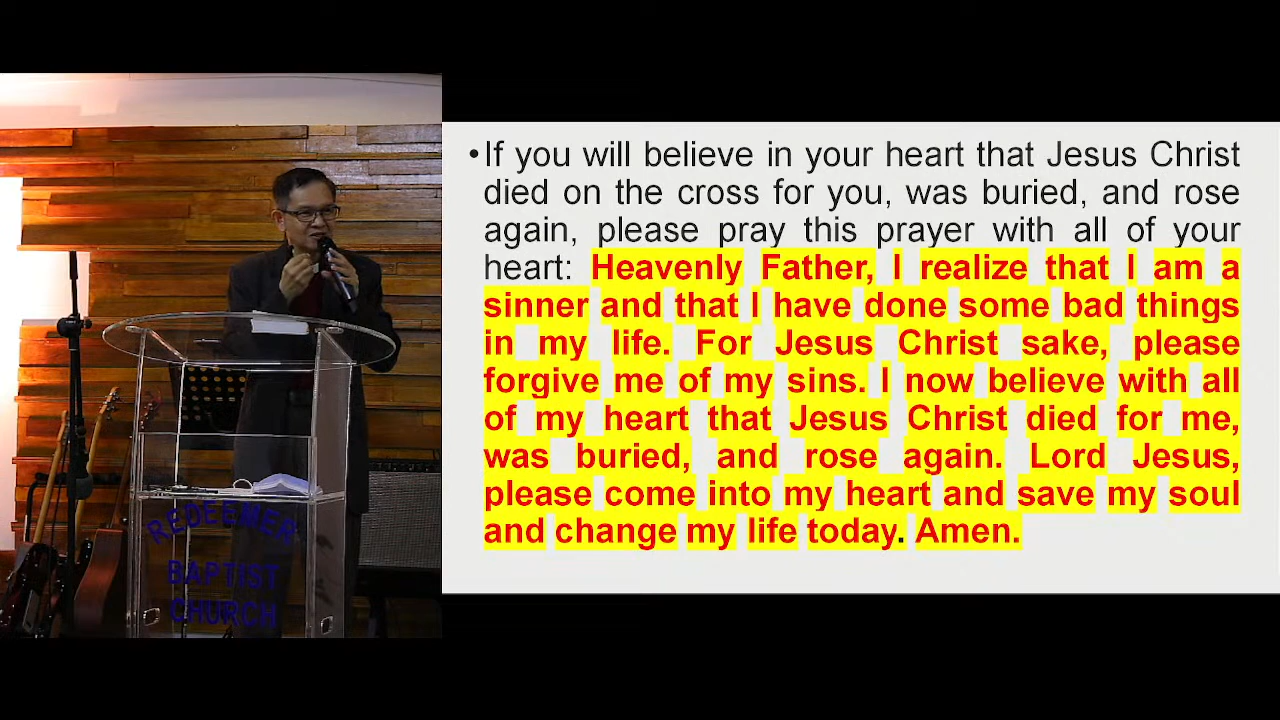 •If you will believe in your heart that Jesus Christ
died on the cross for you, was buried, and rose
again, please pray this prayer with all of your
heart: Heavenly Father, I realize that I am a
sinner and that I have done some bad things
in my life. For Jesus Christ sake, please
forgive me of my sins. I now believe with all
of my heart that Jesus Christ died for me,
was buried, and rose again. Lord Jesus,
please come into my heart and save my soul
and change my life today. Amen.
REDEEMER
BAPTIST
CHURCH